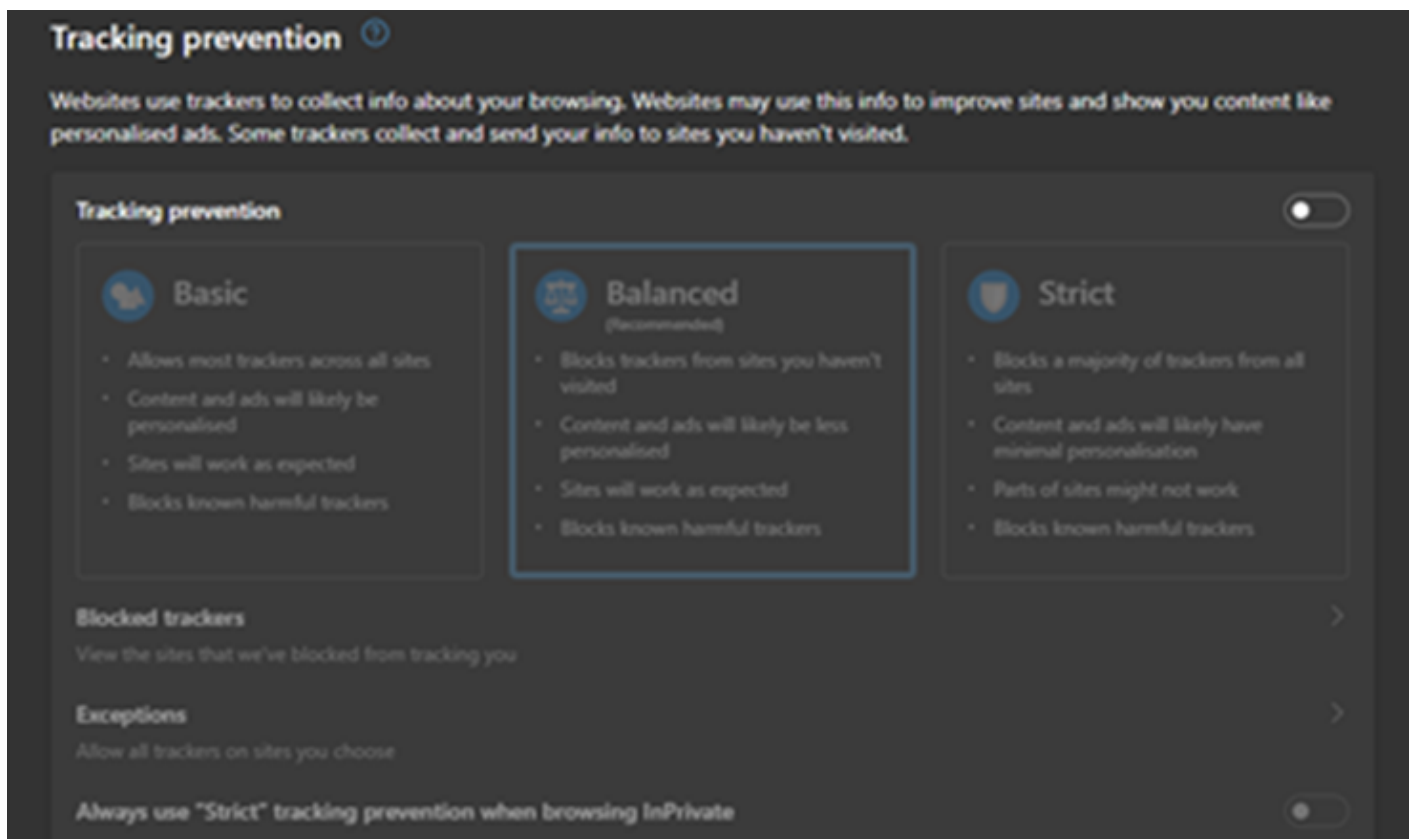 Tracking prevention
Websites use trackers to collect info about your browsing. Websites may use this info to improve sites and show you content like
personalised ads. Some trackers collect and send your info to sites you haven't visited.
Tracking prevention
Basic
• Allows most trackers across all sites
• Content and ads will likely be
personalised
• Sites will work as expected
• Blocks known harmful trackers
Balanced
(Recommended)
• Blocks trackers from sites you haven't
visited
• Content and ads will likely be less
personalised
• Sites will work as expected
• Blocks known harmful trackers
Strict
• Blocks a majority of trackers from all
sites
• Content and ads will likely have
minimal personalisation
• Parts of sites might not work
• Blocks known harmful trackers
Blocked trackers
View the sites that we've blocked from tracking you
Exceptions
Allow all trackers on sites you choose
Always use "Strict" tracking prevention when browsing InPrivate